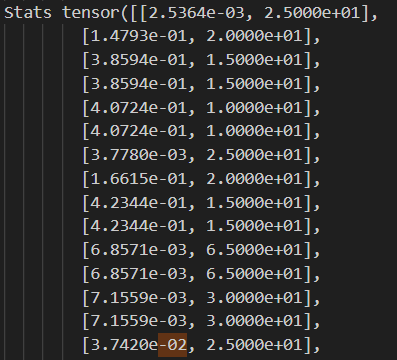 Stats tensor([[2.5364e-03, 2.5000e+01],
[1.4793e-01, 2.0000e+01],
[3.8594e-01, 1.5000e+01],
[3.8594e-01, 1.5000e+01],
[4.0724e-01, 1.0000e+01],
[4.0724e-01, 1.0000e+01],
[3.7780e-03, 2.5000e+01],
[1.6615e-01, 2.0000e+01],
[4.2344e-01, 1.5000e+01],
[4.2344e-01, 1.5000e+01],
[6.8571e-03, 6.5000e+01],
[6.8571e-03, 6.5000e+01],
[7.1559e-03, 3.0000e+01],
[7.1559e-03, 3.0000e+01],
[3.7420e-02, 2.5000e+01],